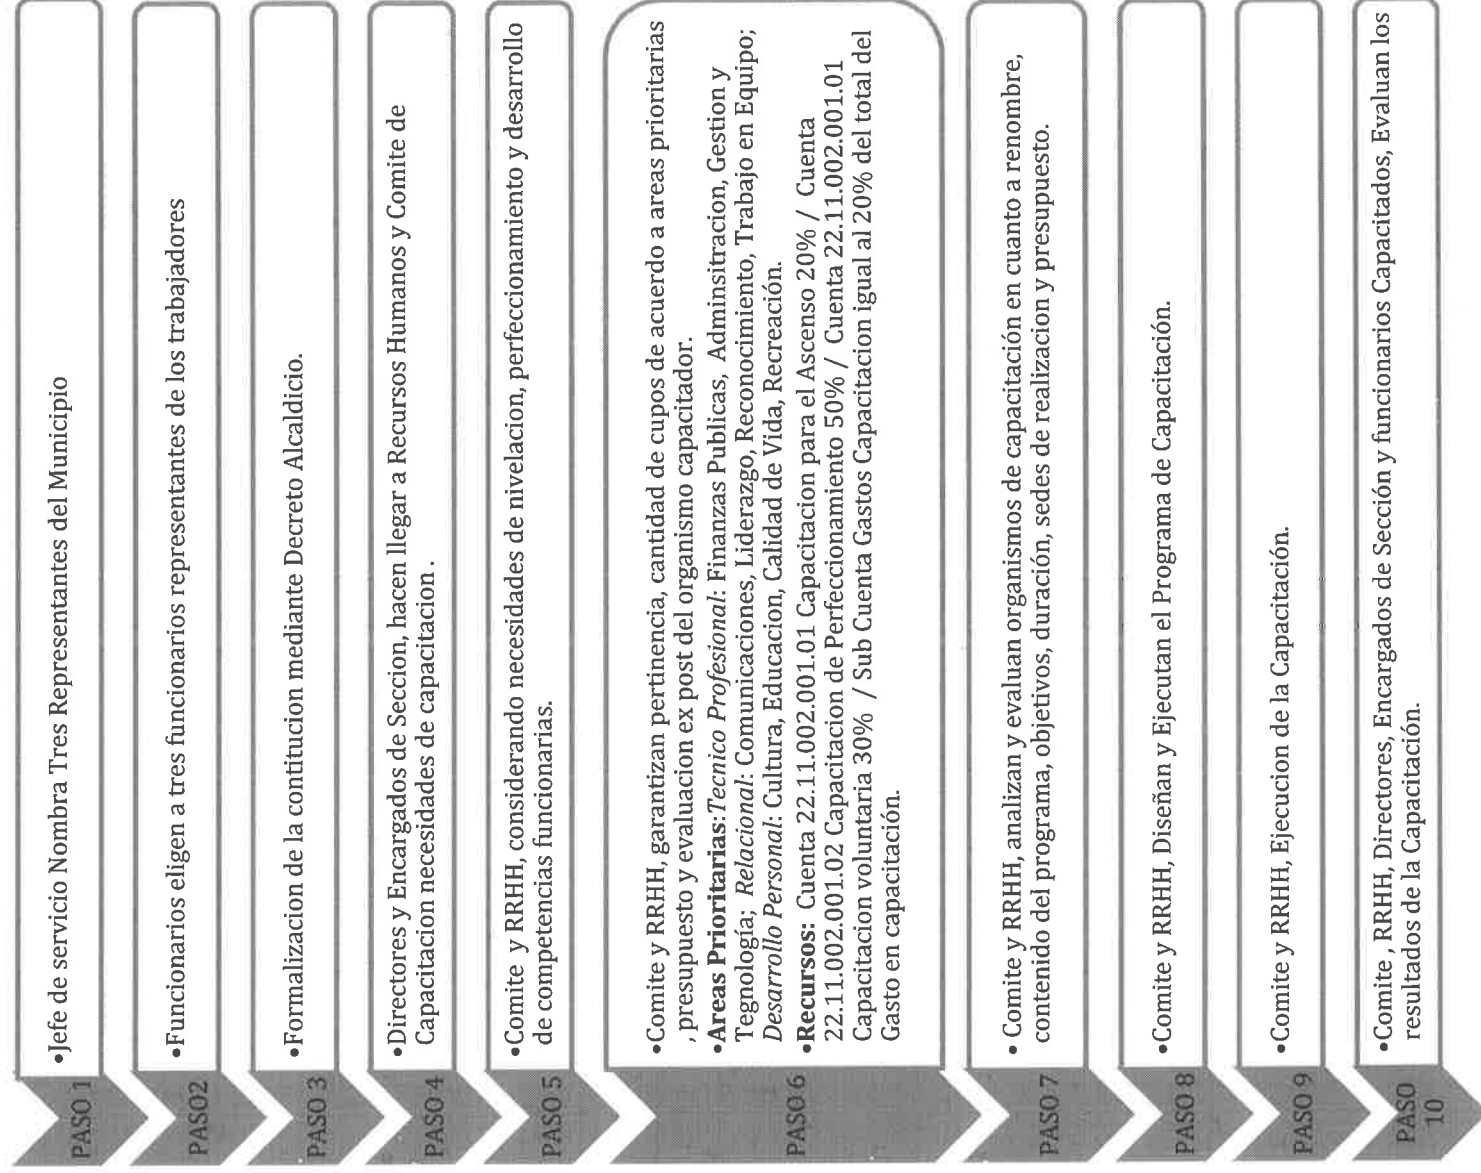 PASO 1
•Jefe de servicio Nombra Tres Representantes del Municipio
PASO2
•Funcionarios eligen a tres funcionarios representantes de los trabajadores
PASO 3
•Formalizacion de la contitucion mediante Decreto Alcaldicio.
PASO 4
•Directores y Encargados de Seccion, hacen llegar a Recursos Humanos y Comite de
Capacitacion necesidades de capacitacion .
PASO 5
•Comite y RRHH, considerando necesidades de nivelacion, perfeccionamiento y desarrollo
de competencias funcionarias.
PASO 6
•Comite y RRHH, garantizan pertinencia, cantidad de cupos de acuerdo a areas prioritarias
, presupuesto y evaluacion ex post del organismo capacitador.
•Areas Prioritarias:Tecnico Profesional: Finanzas Publicas, Adminsitracion, Gestion y
Tegnología; Relacional: Comunicaciones, Liderazgo, Reconocimiento, Trabajo en Equipo;
Desarrollo Personal: Cultura, Educacion, Calidad de Vida, Recreación.
•Recursos: Cuenta 22.11.002.001.01 Capacitacion para el Ascenso 20% / Cuenta
22.11.002.001.02 Capacitacion de Perfeccionamiento 50% / Cuenta 22.11.002.001.01
Capacitacion voluntaria 30% / Sub Cuenta Gastos Capacitacion igual al 20% del total del
Gasto en capacitación.
PASO 7
• Comite y RRHH, analizan y evaluan organismos de capacitación en cuanto a renombre,
contenido del programa, objetivos, duración, sedes de realizacion y presupuesto.
PASO 8
•Comite y RRHH, Diseñan y Ejecutan el Programa de Capacitación.
PASO 9
•Comite y RRHH, Ejecucion de la Capacitación.
PASO
10
•Comite , RRHH, Directores, Encargados de Sección y funcionarios Capacitados, Evaluan los
resultados de la Capacitación.